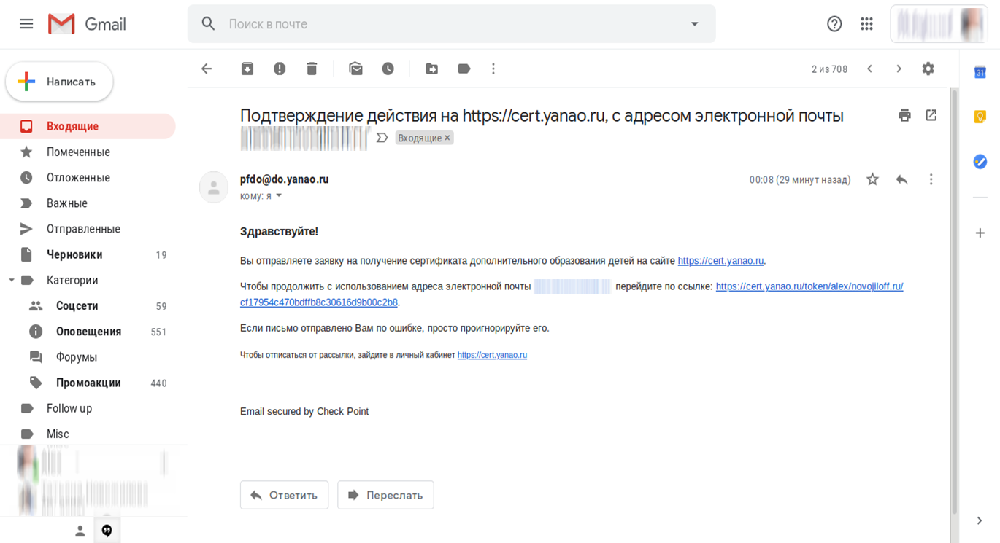 Gmail
Поиск в почте
Написать
2 из 708
31
Входящие
Помеченные
Отложенные
Важные
Отправленные
Черновики 19
Категории
Соцсети 59
Оповещения 551
Форумы
Промоакции 440
Follow up
Misc
Подтверждение действия на https://cert.yanao.ru, с адресом электронной почты
Входящие ×
pfdo@do.yanao.ru
00:08 (29 минут назад)
кому: я
Здравствуйте!
Вы отправляете заявку на получение сертификата дополнительного образования детей на сайте https://cert.yanao.ru.
Чтобы продолжить с использованием адреса электронной почты перейдите по ссылке: https://cert.yanao.ru/token/alex/novojiloff.ru/
cf17954c470bdffb8c30616d9b00c2b8.
Если письмо отправлено Вам по ошибке, просто проигнорируйте его.
Чтобы отписаться от рассылки, зайдите в личный кабинет https://cert.yanao.ru
Email secured by Check Point
Ответить
Переслать